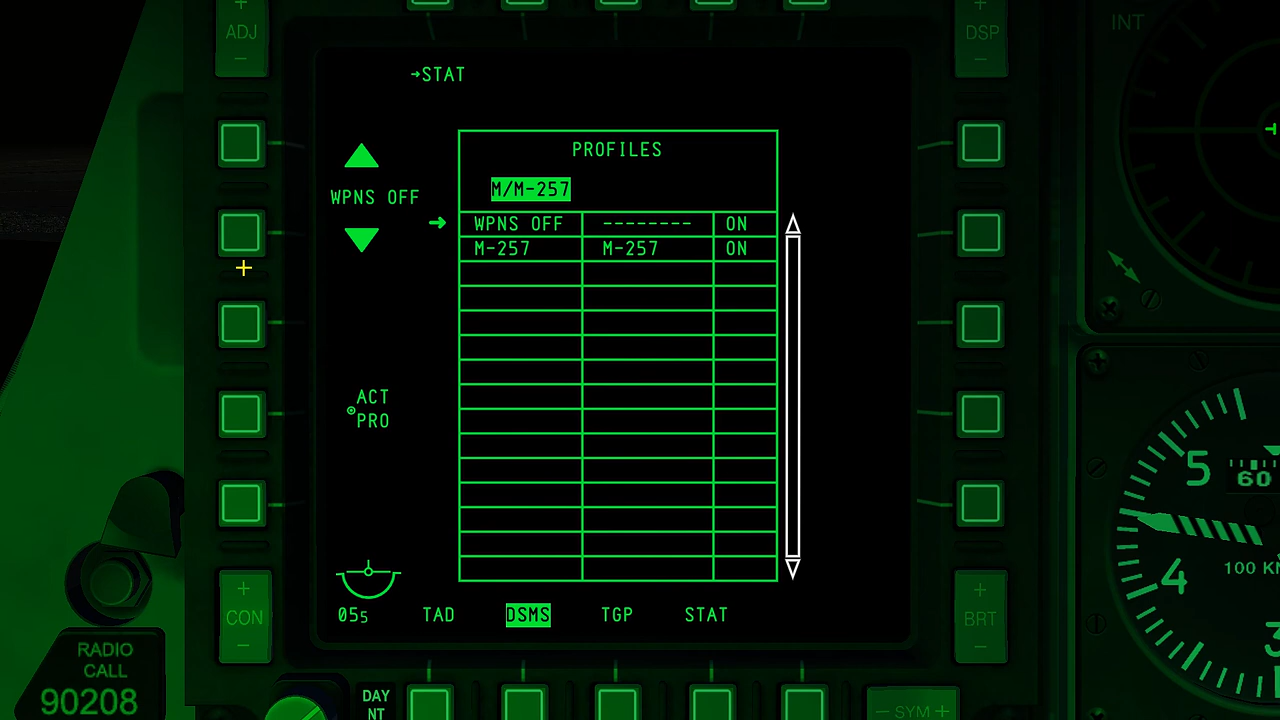 ADJ
DSP
INT
→STAT
PROFILES
M/M-257
WPNS OFF
→ WPNS OFF -------- ON
M-257 M-257 ON
ACT
PRO
5
60
4
100 KN
3
CON
BRT
055
TAD DSMS TGP STAT
RADIO
CALL
90208
DAY
NT
- SYM +